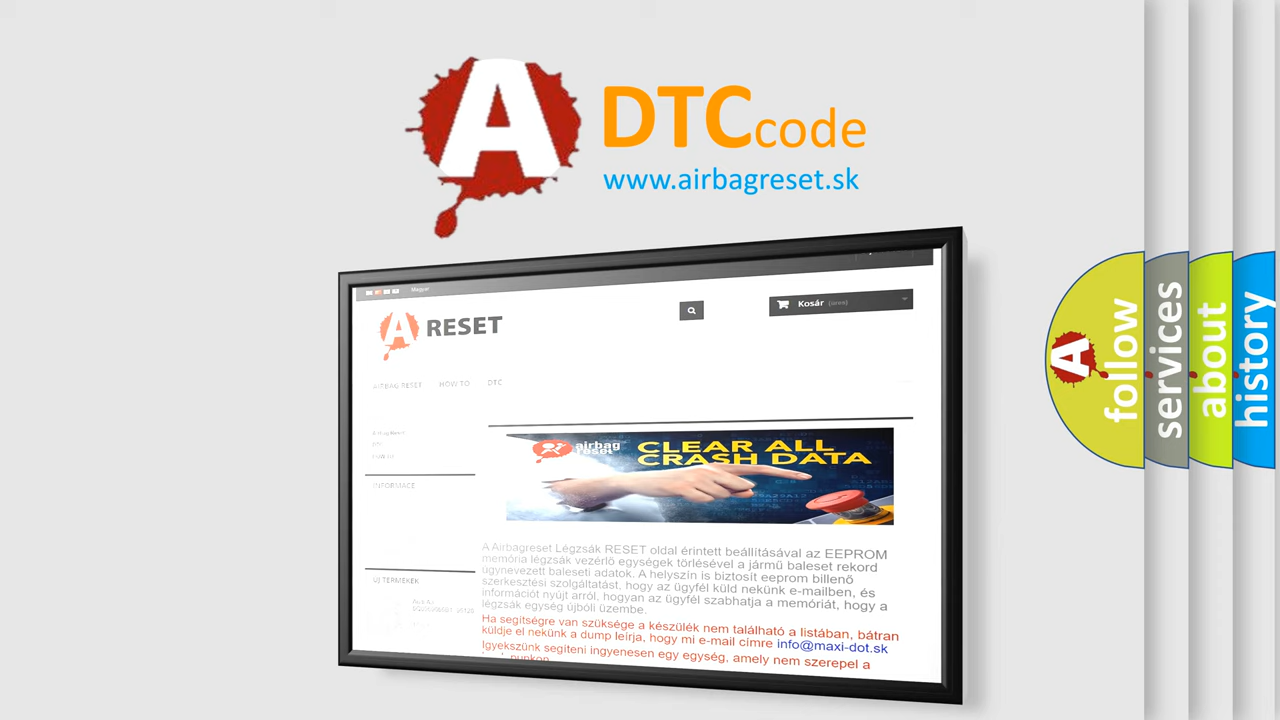 A DTCcode
www.airbagreset.sk
Magyar
Kosár (üres)
A RESET
AIRBAG RESET HOW TO DTC
INFORMACE
airbag reset CLEAR ALL CRASH DATA
A Airbagreset Légzsák RESET oldal érintett beállításával az EEPROM
memória légzsák vezérlő egységek törlésével a jármű baleset rekord
úgynevezett baleseti adatok. A helyszín is biztosít eeprom billenő
szerkesztési szolgáltatást, hogy az ügyfél küld nekünk e-mailben, és
információt nyújt arról, hogyan az ügyfél szabhatja a memóriát, hogy a
légzsák egység újbóli üzembe.
Ha segítségre van szüksége a készülék nem található a listában, bátran
küldje el nekünk a dump leírja, hogy mi e-mail címre info@maxi-dot.sk
Igyekszünk segíteni ingyenesen egy egység, amely nem szerepel a
ÚJ TERMÉKEK
A follow
services
about
history